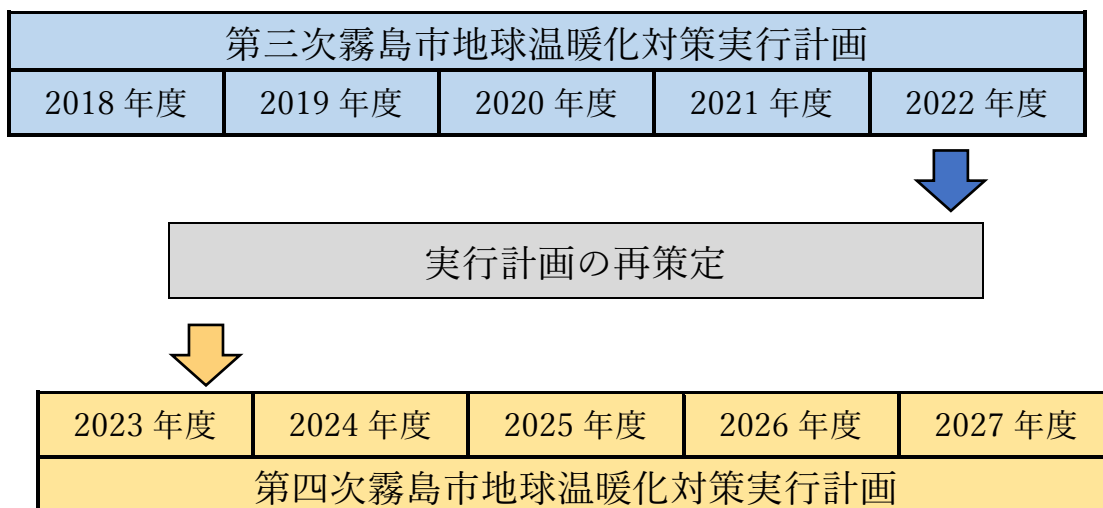 第三次霧島市地球温暖化対策実行計画
2018 年度 2019 年度 2020 年度 2021 年度 2022 年度
実行計画の再策定
2023 年度 2024 年度 2025 年度 2026 年度 2027 年度
第四次霧島市地球温暖化対策実行計画